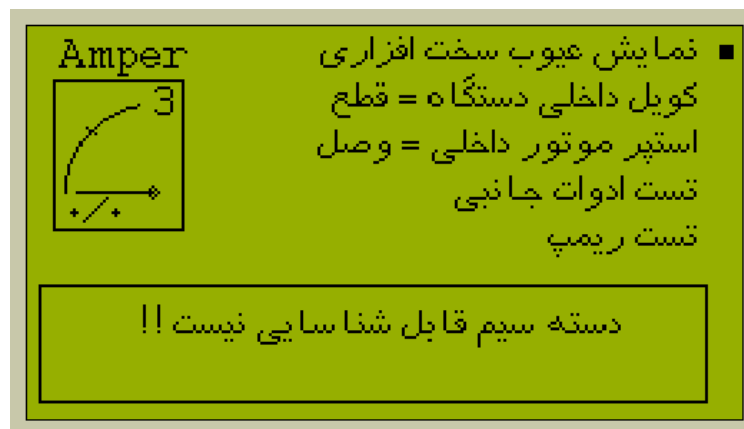 نمایش عیوب سخت افزاری
کویل داخلی دستگاه = قطع
استپر موتور داخلی = وصل
تست ادوات جانبی
تست ریمپ
Amper
3
+/+
دسته سیم قابل شناسایی نیست !!